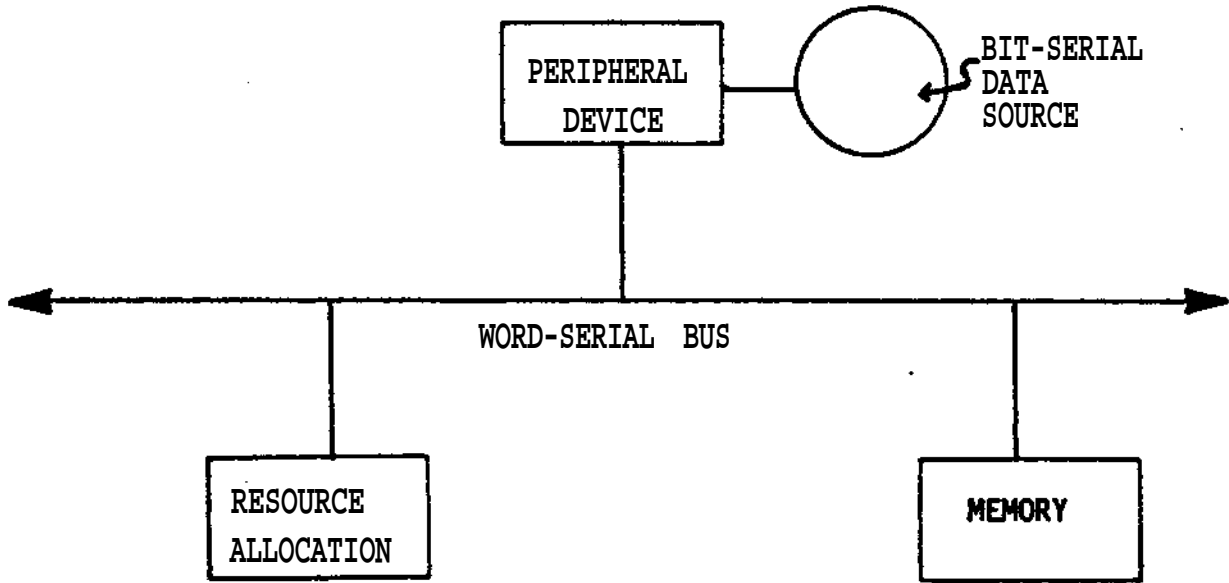 PERIPHERAL
DEVICE
BIT-SERIAL
DATA
SOURCE
WORD-SERIAL BUS
RESOURCE
ALLOCATION
MEMORY